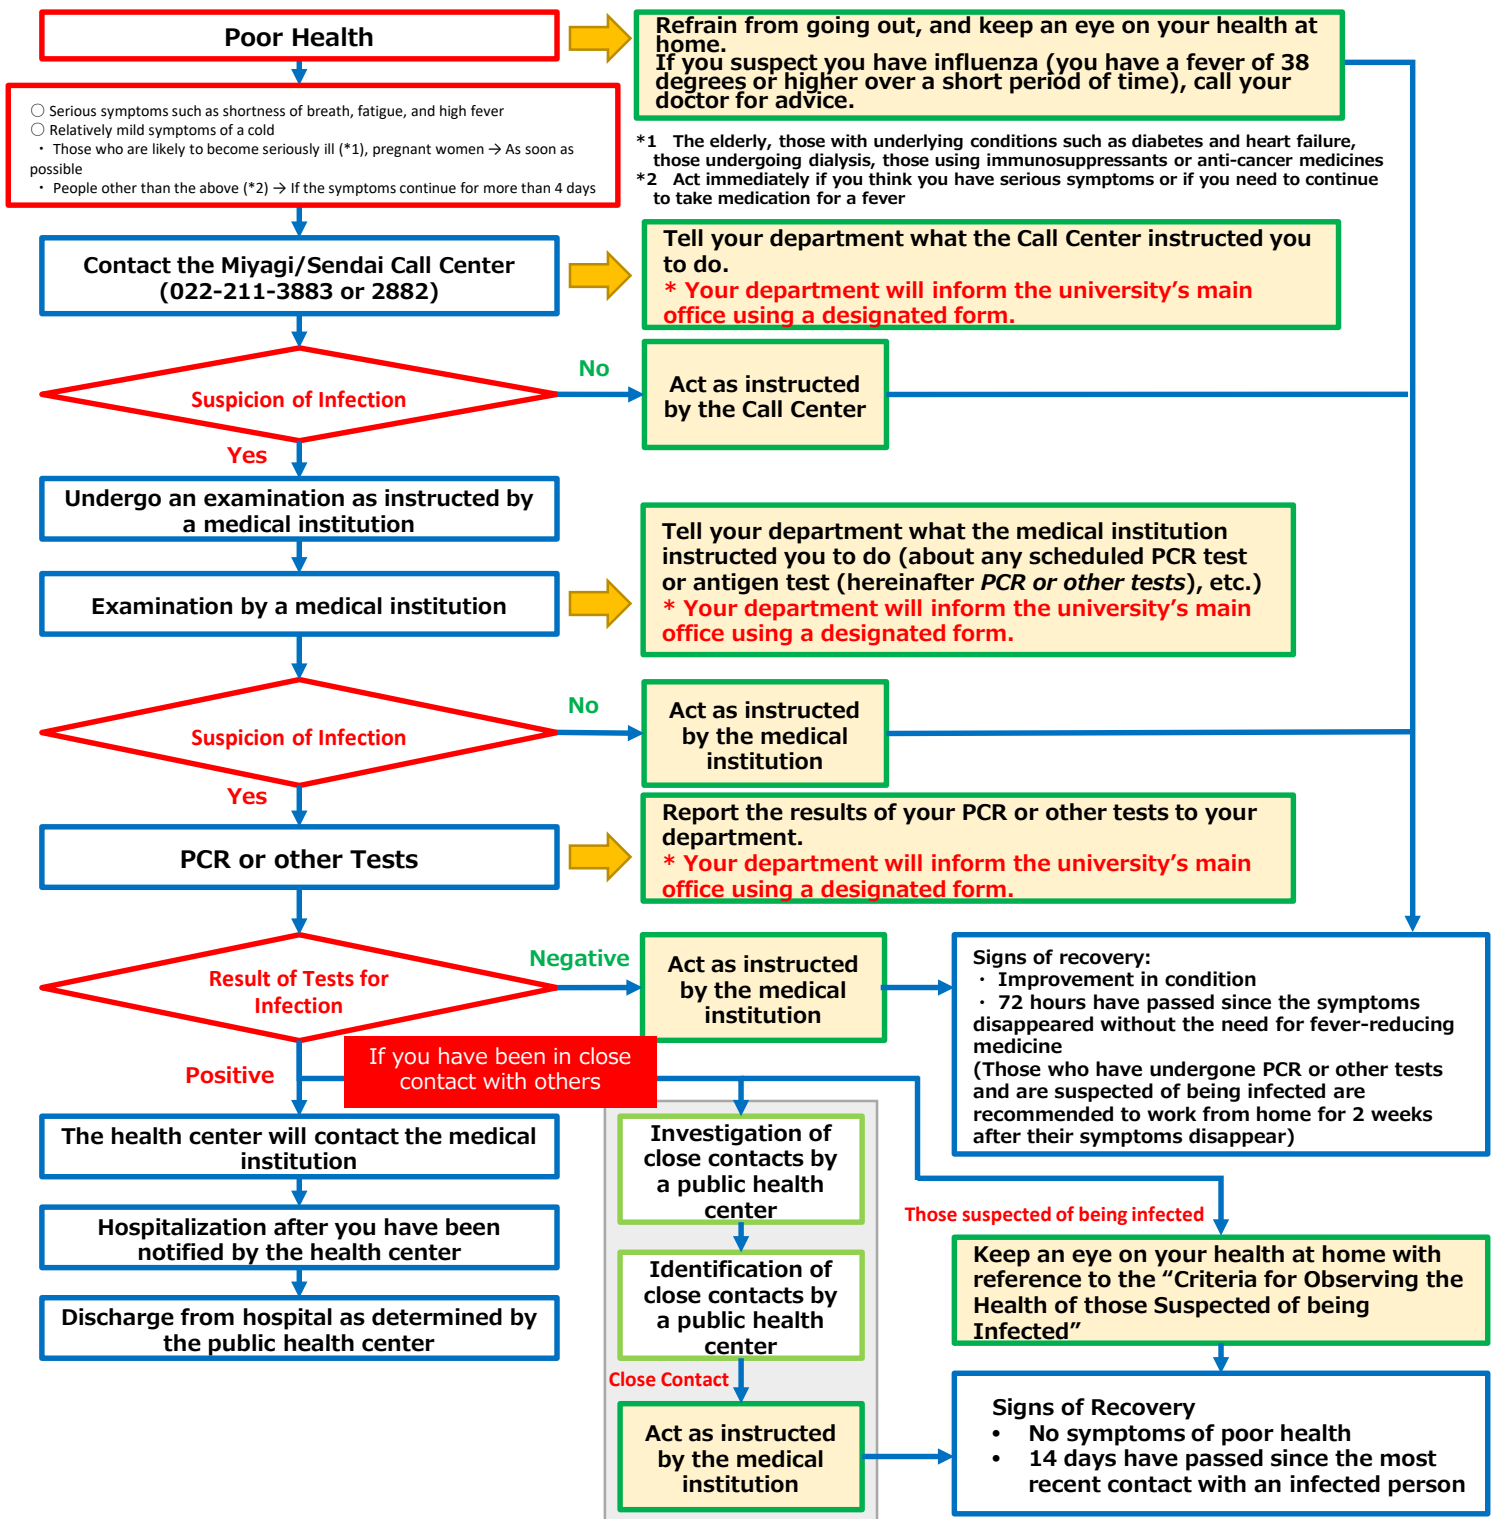 Poor Health
Refrain from going out, and keep an eye on your health at
home.
If you suspect you have influenza (you have a fever of 38
degrees or higher over a short period of time), call your
doctor for advice.
○ Serious symptoms such as shortness of breath, fatigue, and high fever
○ Relatively mild symptoms of a cold
・ Those who are likely to become seriously ill (*1), pregnant women → As soon as
possible
・ People other than the above (*2) → If the symptoms continue for more than 4 days
*1 The elderly, those with underlying conditions such as diabetes and heart failure,
those undergoing dialysis, those using immunosuppressants or anti-cancer medicines
*2 Act immediately if you think you have serious symptoms or if you need to continue
to take medication for a fever
Contact the Miyagi/Sendai Call Center
(022-211-3883 or 2882)
Tell your department what the Call Center instructed you
to do.
* Your department will inform the university’s main
office using a designated form.
Suspicion of Infection
No
Act as instructed
by the Call Center
Yes
Undergo an examination as instructed by
a medical institution
Examination by a medical institution
Tell your department what the medical institution
instructed you to do (about any scheduled PCR test
or antigen test (hereinafter PCR or other tests), etc.)
* Your department will inform the university’s main
office using a designated form.
Suspicion of Infection
No
Act as instructed
by the medical
institution
Yes
PCR or other Tests
Report the results of your PCR or other tests to your
department.
* Your department will inform the university’s main
office using a designated form.
Result of Tests for
Infection
Negative
Act as instructed
by the medical
institution
Signs of recovery:
・ Improvement in condition
・ 72 hours have passed since the symptoms
disappeared without the need for fever-reducing
medicine
(Those who have undergone PCR or other tests
and are suspected of being infected are
recommended to work from home for 2 weeks
after their symptoms disappear)
Positive
If you have been in close
contact with others
The health center will contact the medical
institution
Hospitalization after you have been
notified by the health center
Discharge from hospital as determined by
the public health center
Investigation of
close contacts by
a public health
center
Identification of
close contacts by
a public health
center
Close Contact
Act as instructed
by the medical
institution
Those suspected of being infected
Keep an eye on your health at home with
reference to the “Criteria for Observing the
Health of those Suspected of being
Infected”
Signs of Recovery
• No symptoms of poor health
• 14 days have passed since the most
recent contact with an infected person